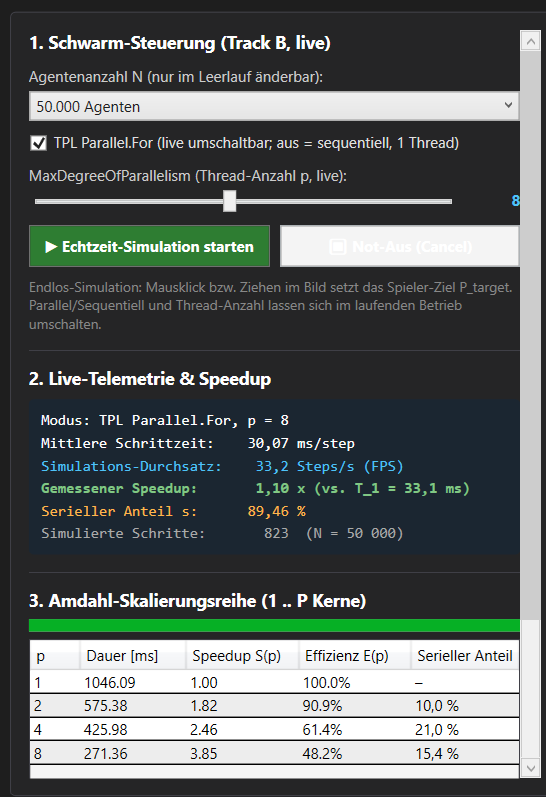 1. Schwarm-Steuerung (Track B, live)
Agentenanzahl N (nur im Leerlauf änderbar):
50.000 Agenten
TPL Parallel.For (live umschaltbar; aus = sequentiell, 1 Thread)
MaxDegreeOfParallelism (Thread-Anzahl p, live):
8
▶ Echtzeit-Simulation starten
Not-Aus (Cancel)
Endlos-Simulation: Mausklick bzw. Ziehen im Bild setzt das Spieler-Ziel P_target.
Parallel/Sequentiell und Thread-Anzahl lassen sich im laufenden Betrieb
umschalten.
2. Live-Telemetrie & Speedup
Modus: TPL Parallel.For, p = 8
Mittlere Schrittzeit: 30,07 ms/step
Simulations-Durchsatz: 33,2 Steps/s (FPS)
Gemessener Speedup: 1,10 x (vs. T_1 = 33,1 ms)
Serieller Anteil s: 89,46 %
Simulierte Schritte: 823 (N = 50 000)
3. Amdahl-Skalierungsreihe (1 .. P Kerne)
p Dauer [ms] Speedup S(p) Effizienz E(p) Serieller Anteil
1 1046.09 1.00 100.0% –
2 575.38 1.82 90.9% 10,0 %
4 425.98 2.46 61.4% 21,0 %
8 271.36 3.85 48.2% 15,4 %